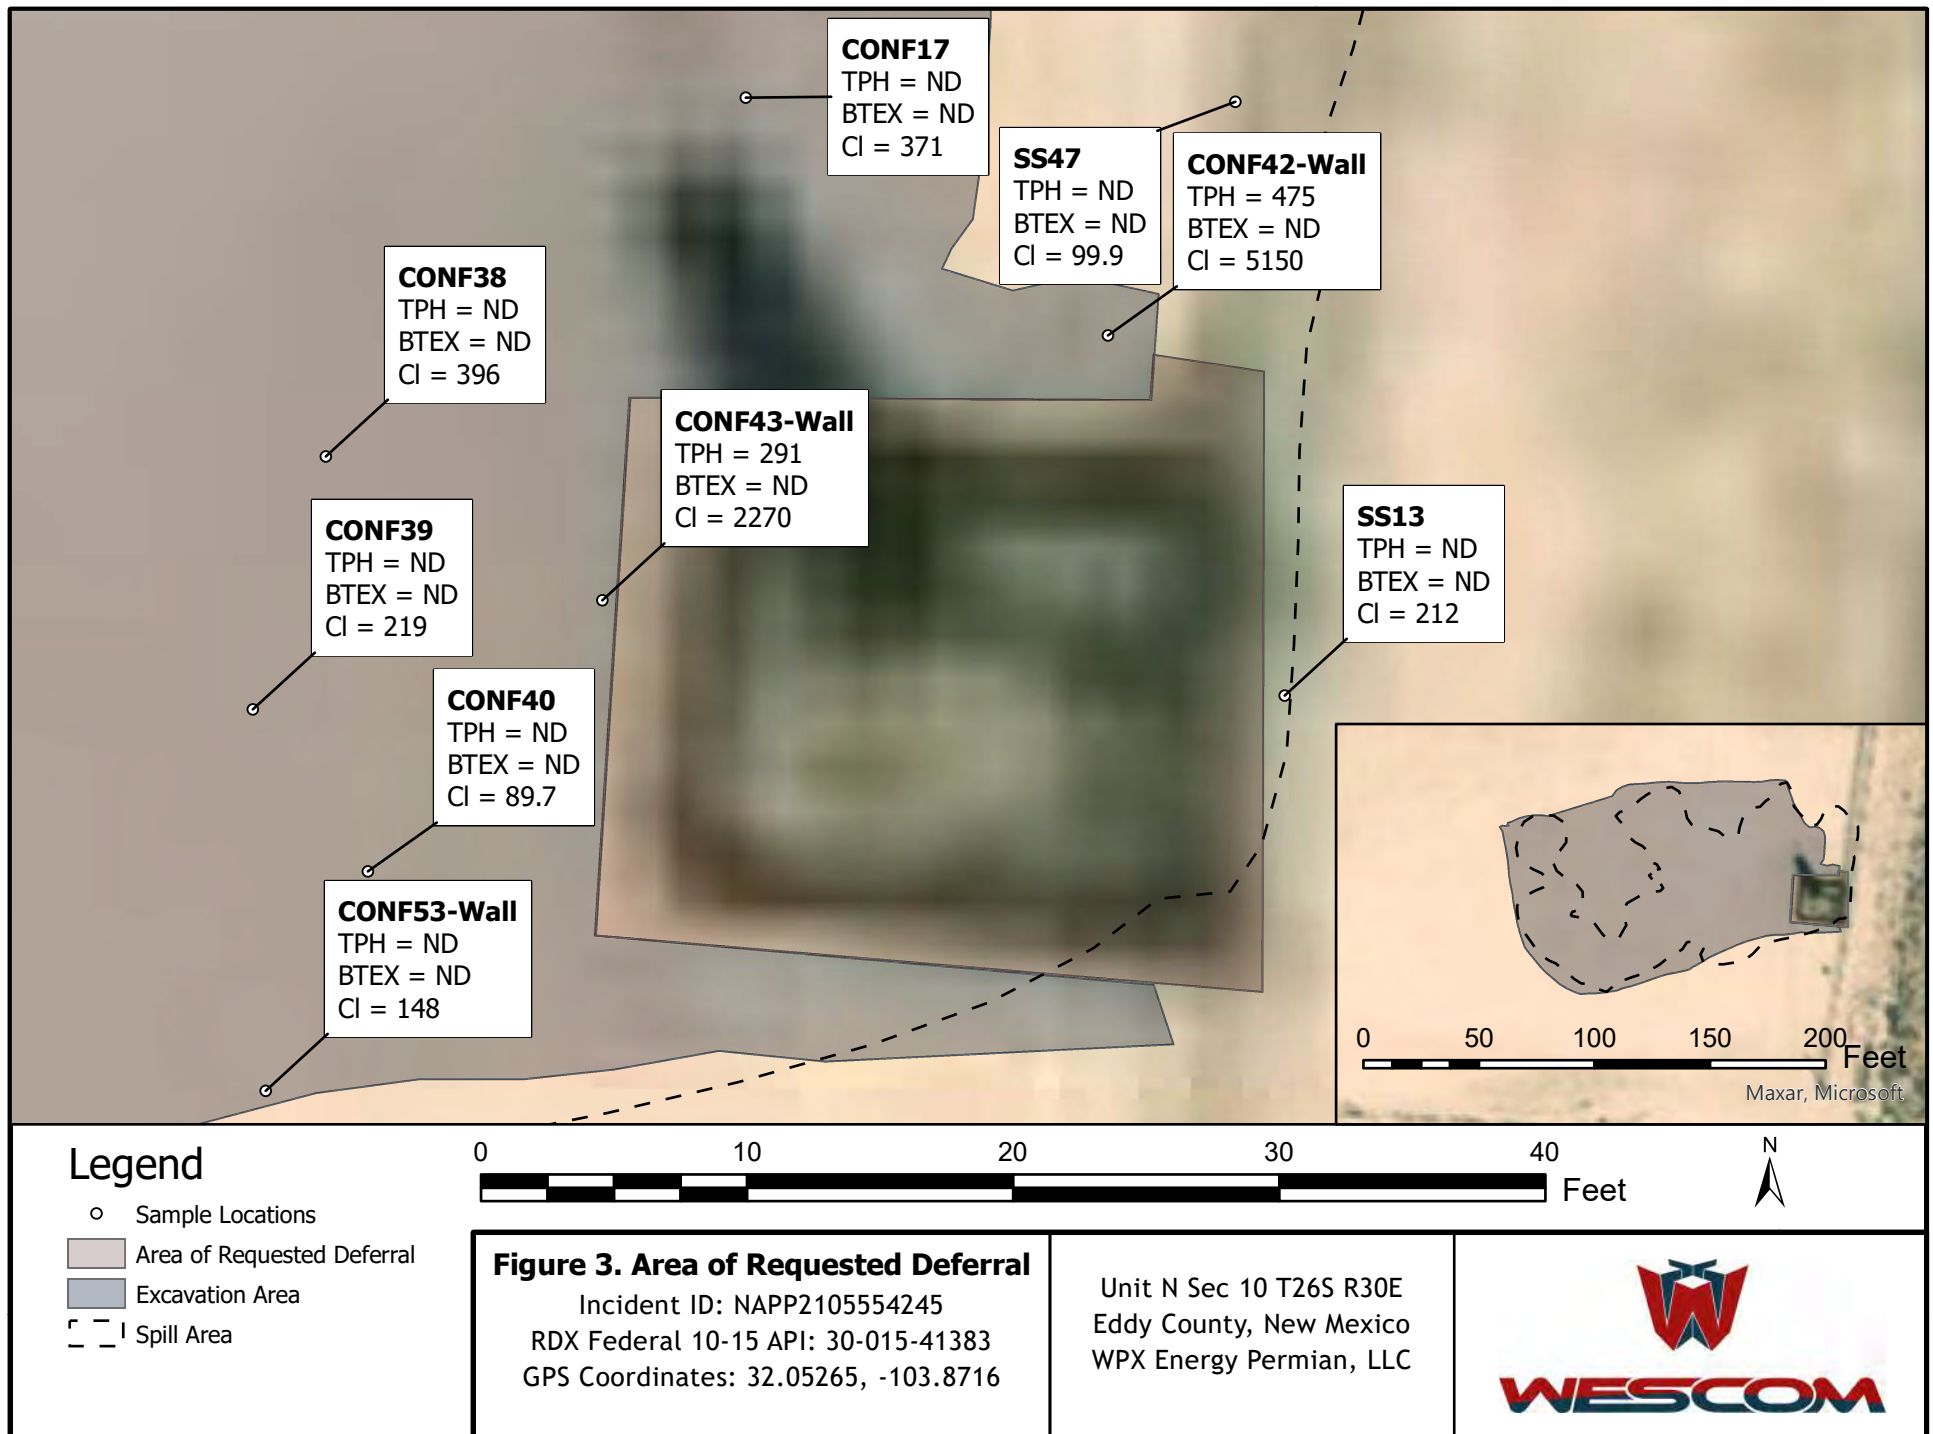 CONF17
TPH = ND
BTEX = ND
Cl = 371
SS47
TPH = ND
BTEX = ND
Cl = 99.9
CONF42-Wall
TPH = 475
BTEX = ND
Cl = 5150
CONF38
TPH = ND
BTEX = ND
Cl = 396
CONF43-Wall
TPH = 291
BTEX = ND
Cl = 2270
CONF39
TPH = ND
BTEX = ND
Cl = 219
SS13
TPH = ND
BTEX = ND
Cl = 212
CONF40
TPH = ND
BTEX = ND
Cl = 89.7
CONF53-Wall
TPH = ND
BTEX = ND
Cl = 148
0 50 100 150 200 Feet
Maxar, Microsoft
Legend
Sample Locations
Area of Requested Deferral
Excavation Area
Spill Area
0 10 20 30 40 Feet
N
Figure 3. Area of Requested Deferral
Incident ID: NAPP2105554245
RDX Federal 10-15 API: 30-015-41383
GPS Coordinates: 32.05265, -103.8716
Unit N Sec 10 T26S R30E
Eddy County, New Mexico
WPX Energy Permian, LLC
W
WESCOM